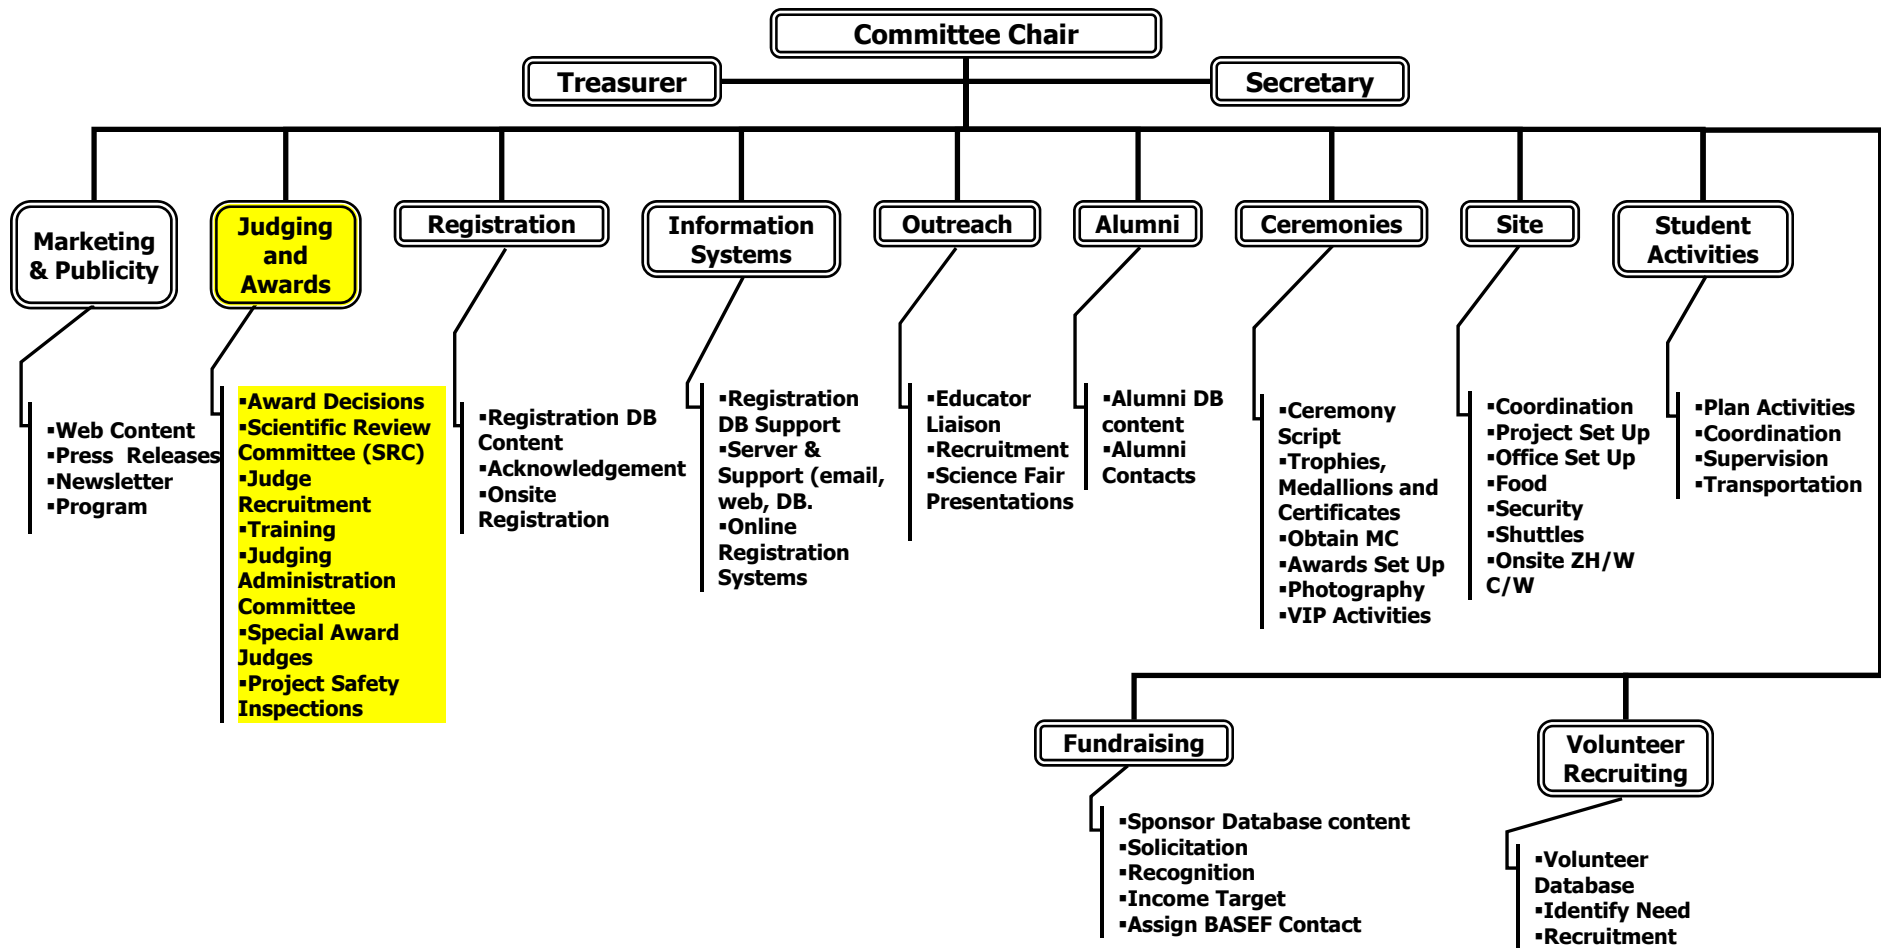 Committee Chair
Treasurer
Secretary
Marketing
& Publicity
Judging
and
Awards
Registration
Information
Systems
Outreach
Alumni
Ceremonies
Site
Student
Activities
▪Web Content
▪Press  Releases
▪Newsletter
▪Program
▪Award Decisions
▪Scientific Review
Committee (SRC)
▪Judge
Recruitment
▪Training
▪Judging
Administration
Committee
▪Special Award
Judges
▪Project Safety
Inspections
▪Registration DB
Content
▪Acknowledgement
▪Onsite
Registration
▪Registration
DB Support
▪Server &
Support (email,
web, DB.
▪Online
Registration
Systems
▪Educator
Liaison
▪Recruitment
▪Science Fair
Presentations
▪Alumni DB
content
▪Alumni
Contacts
▪Ceremony
Script
▪Trophies,
Medallions and
Certificates
▪Obtain MC
▪Awards Set Up
▪Photography
▪VIP Activities
▪Coordination
▪Project Set Up
▪Office Set Up
▪Food
▪Security
▪Shuttles
▪Onsite ZH/W
C/W
▪Plan Activities
▪Coordination
▪Supervision
▪Transportation
Fundraising
Volunteer
Recruiting
▪Sponsor Database content
▪Solicitation
▪Recognition
▪Income Target
▪Assign BASEF Contact
▪Volunteer
Database
▪Identify Need
▪Recruitment